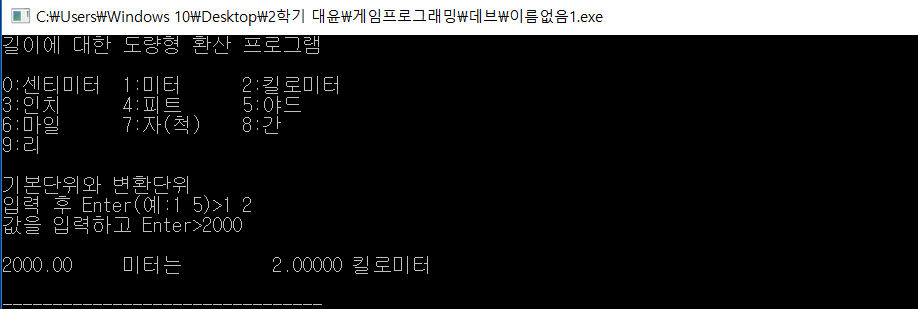 C:₩Users₩Windows 10₩Desktop₩2학기 대윤₩게임프로그래밍₩데브₩이름없음1.exe
길이에 대한 도량형 환산 프로그램
0:센티미터 1:미터 2:킬로미터
3:인치 4:피트 5:야드
6:마일 7:자(척) 8:간
9:리
기본단위와 변환단위
입력 후 Enter(예:1 5)>1 2
값을 입력하고 Enter>2000
2000.00 미터는 2.00000 킬로미터
--------------------------------